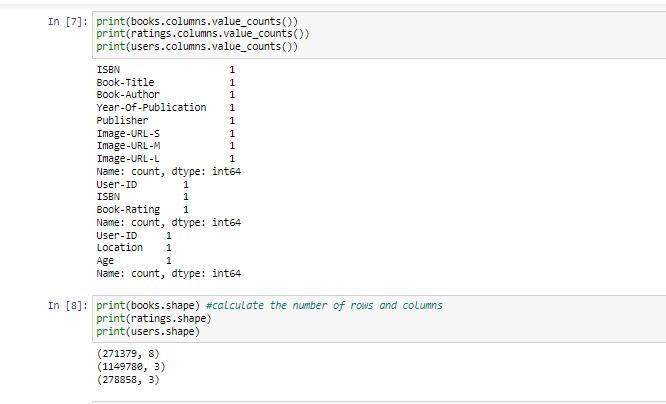 In [7]: print(books.columns.value_counts())
print(ratings.columns.value_counts())
print(users.columns.value_counts())
ISBN 1
Book-Title 1
Book-Author 1
Year-Of-Publication 1
Publisher 1
Image-URL-S 1
Image-URL-M 1
Image-URL-L 1
Name: count, dtype: int64
User-ID 1
ISBN 1
Book-Rating 1
Name: count, dtype: int64
User-ID 1
Location 1
Age 1
Name: count, dtype: int64
In [8]: print(books.shape) #calculate the number of rows and columns
print(ratings.shape)
print(users.shape)
(271379, 8)
(1149780, 3)
(278858, 3)